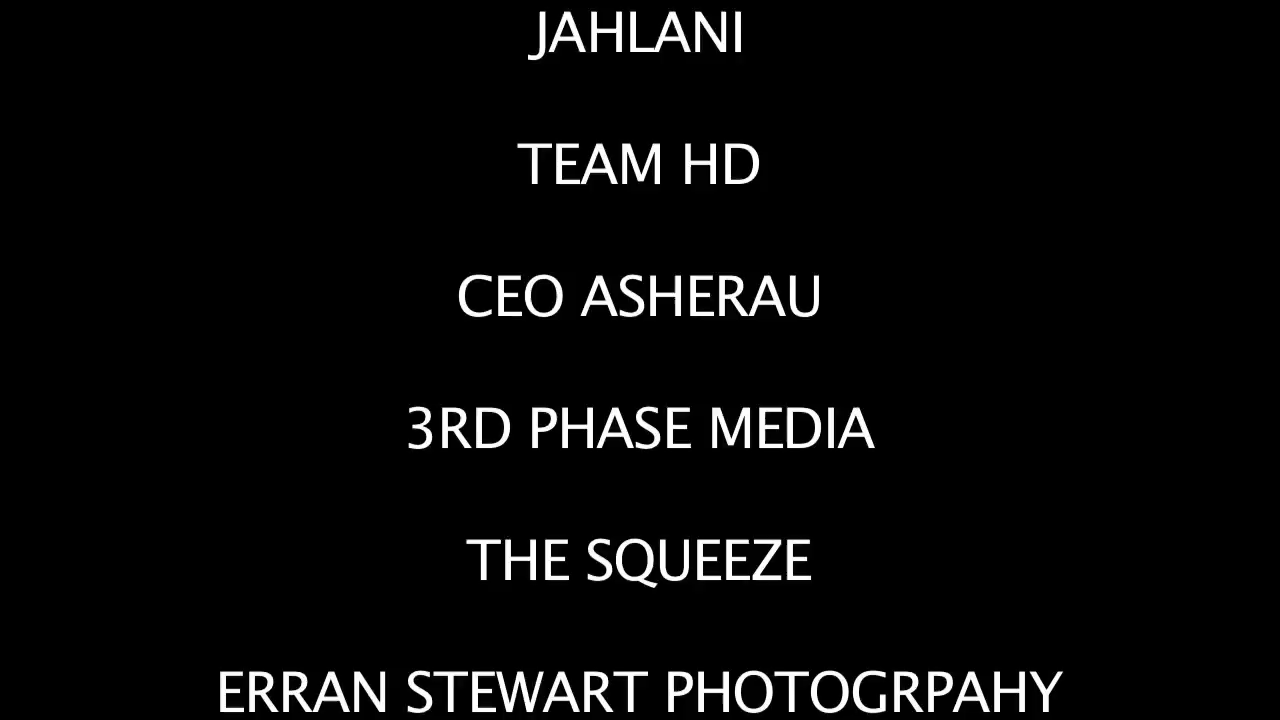 JAHLANI
TEAM HD
CEO ASHERAU
3RD PHASE MEDIA
THE SQUEEZE
ERRAN STEWART PHOTOGRPAHY